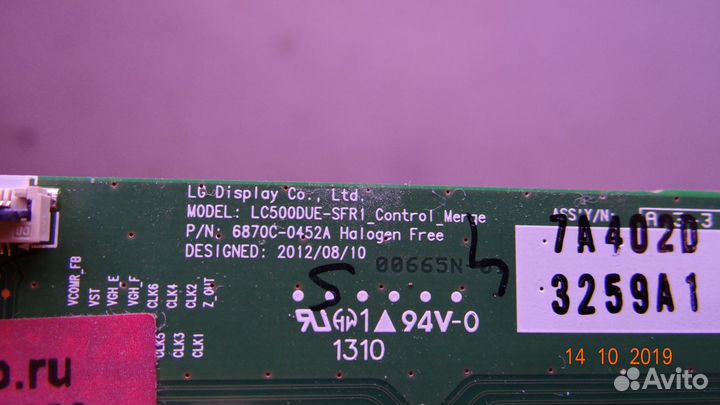 LG Display Co., Ltd.
MODEL: LC500DUE-SFR1_Control_Merge
P/N: 6870C-0452A Halogen Free
DESIGNED: 2012/08/10
00665N
ASS'Y/N:
7A402D
3259A1
VCOMR_FB
VST
VGH_E
VGH_F
CLK6
CLK4
CLK2
Z_OUT
CLK5
CLK3
CLK1
94V-0
1310
.ru
14 10 2019
Avito